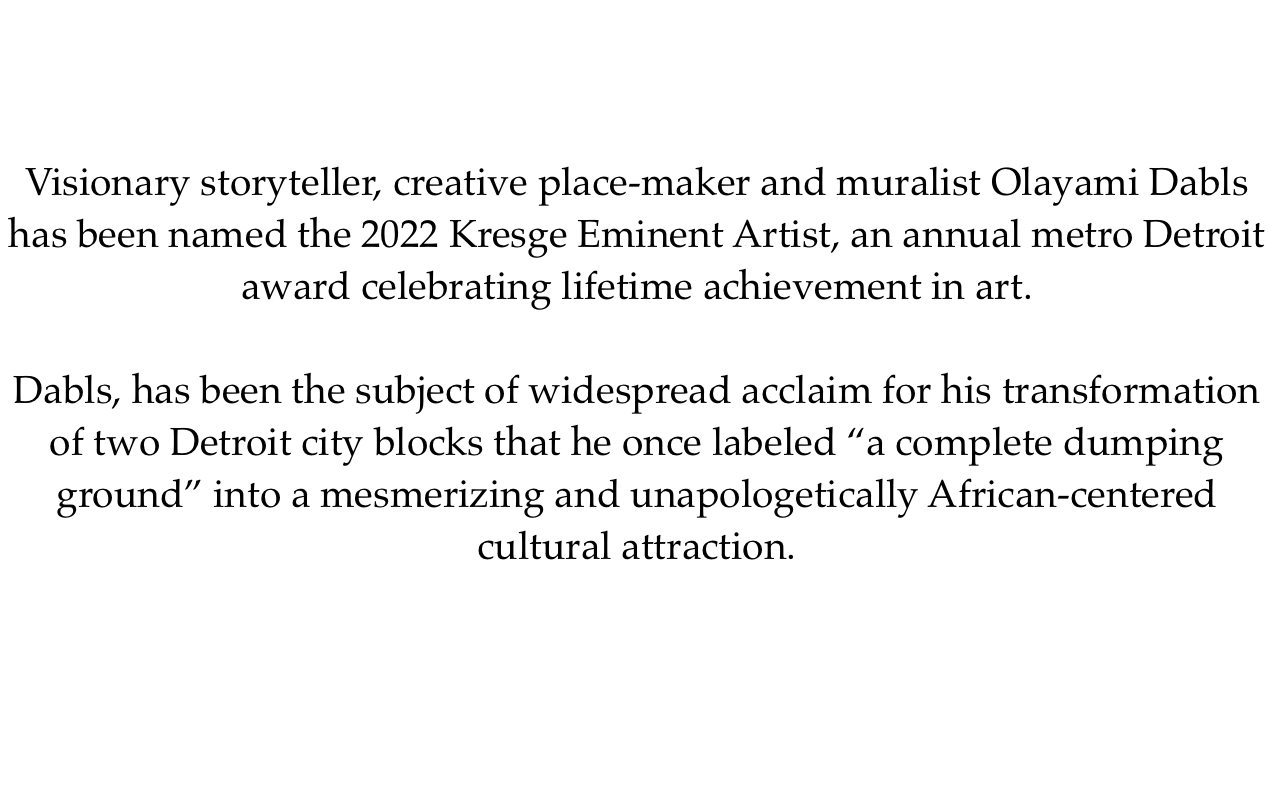 Visionary storyteller, creative place-maker and muralist Olayami Dabls
has been named the 2022 Kresge Eminent Artist, an annual metro Detroit
award celebrating lifetime achievement in art.
Dabls, has been the subject of widespread acclaim for his transformation
of two Detroit city blocks that he once labeled “a complete dumping
ground” into a mesmerizing and unapologetically African-centered
cultural attraction.